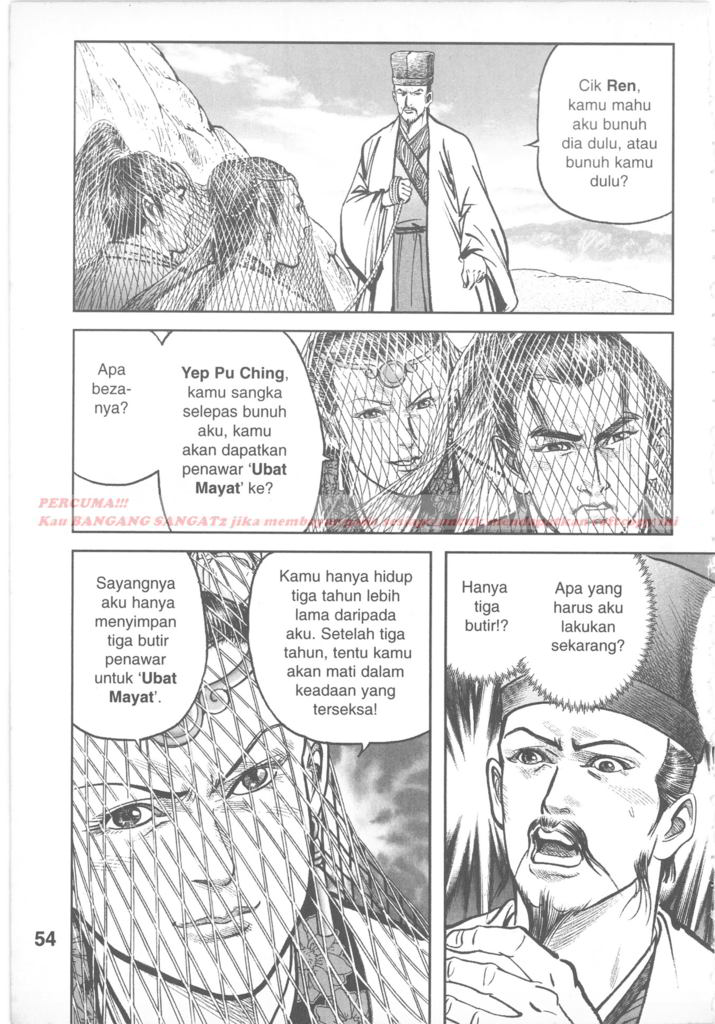 Cik Ren,
kamu mahu
aku bunuh
dia dulu, atau
bunuh kamu
dulu?
Apa
beza-
nya?
Yep Pu Ching,
kamu sangka
selepas bunuh
aku, kamu
akan dapatkan
penawar 'Ubat
Mayat' ke?
PERCUMA!!!
Kau BANGANG SANGAT2 jika membayar
Sayangnya
aku hanya
menyimpan
tiga butir
penawar
untuk 'Ubat
Mayat'.
Kamu hanya hidup
tiga tahun lebih
lama daripada
aku. Setelah tiga
tahun, tentu kamu
akan mati dalam
keadaan yang
terseksa!
Hanya
tiga
butir!?
Apa yang
harus aku
lakukan
sekarang?
54